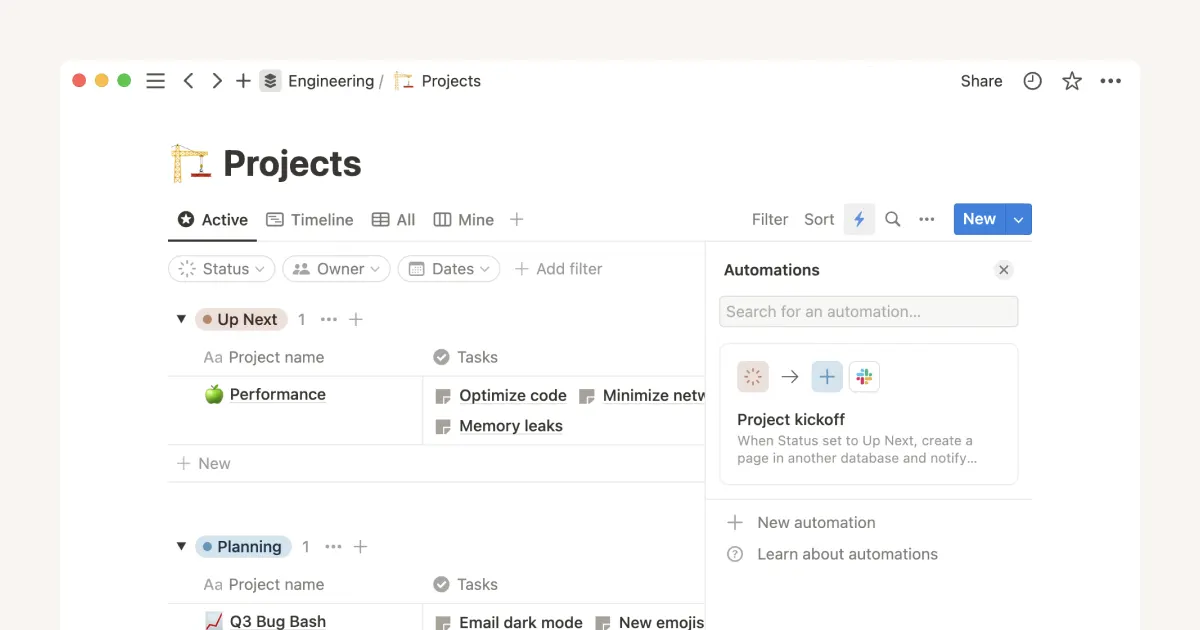 Engineering / Projects
Share
Projects
Active Timeline All Mine
Filter Sort New
Status Owner Dates Add filter
Automations
Search for an automation...
Up Next 1
Aa Project name Tasks
Performance Optimize code Minimize netw
Memory leaks
New
Project kickoff
When Status set to Up Next, create a
page in another database and notify...
New automation
? Learn about automations
Planning 1
Aa Project name Tasks
Q3 Bug Bash Email dark mode New emojis